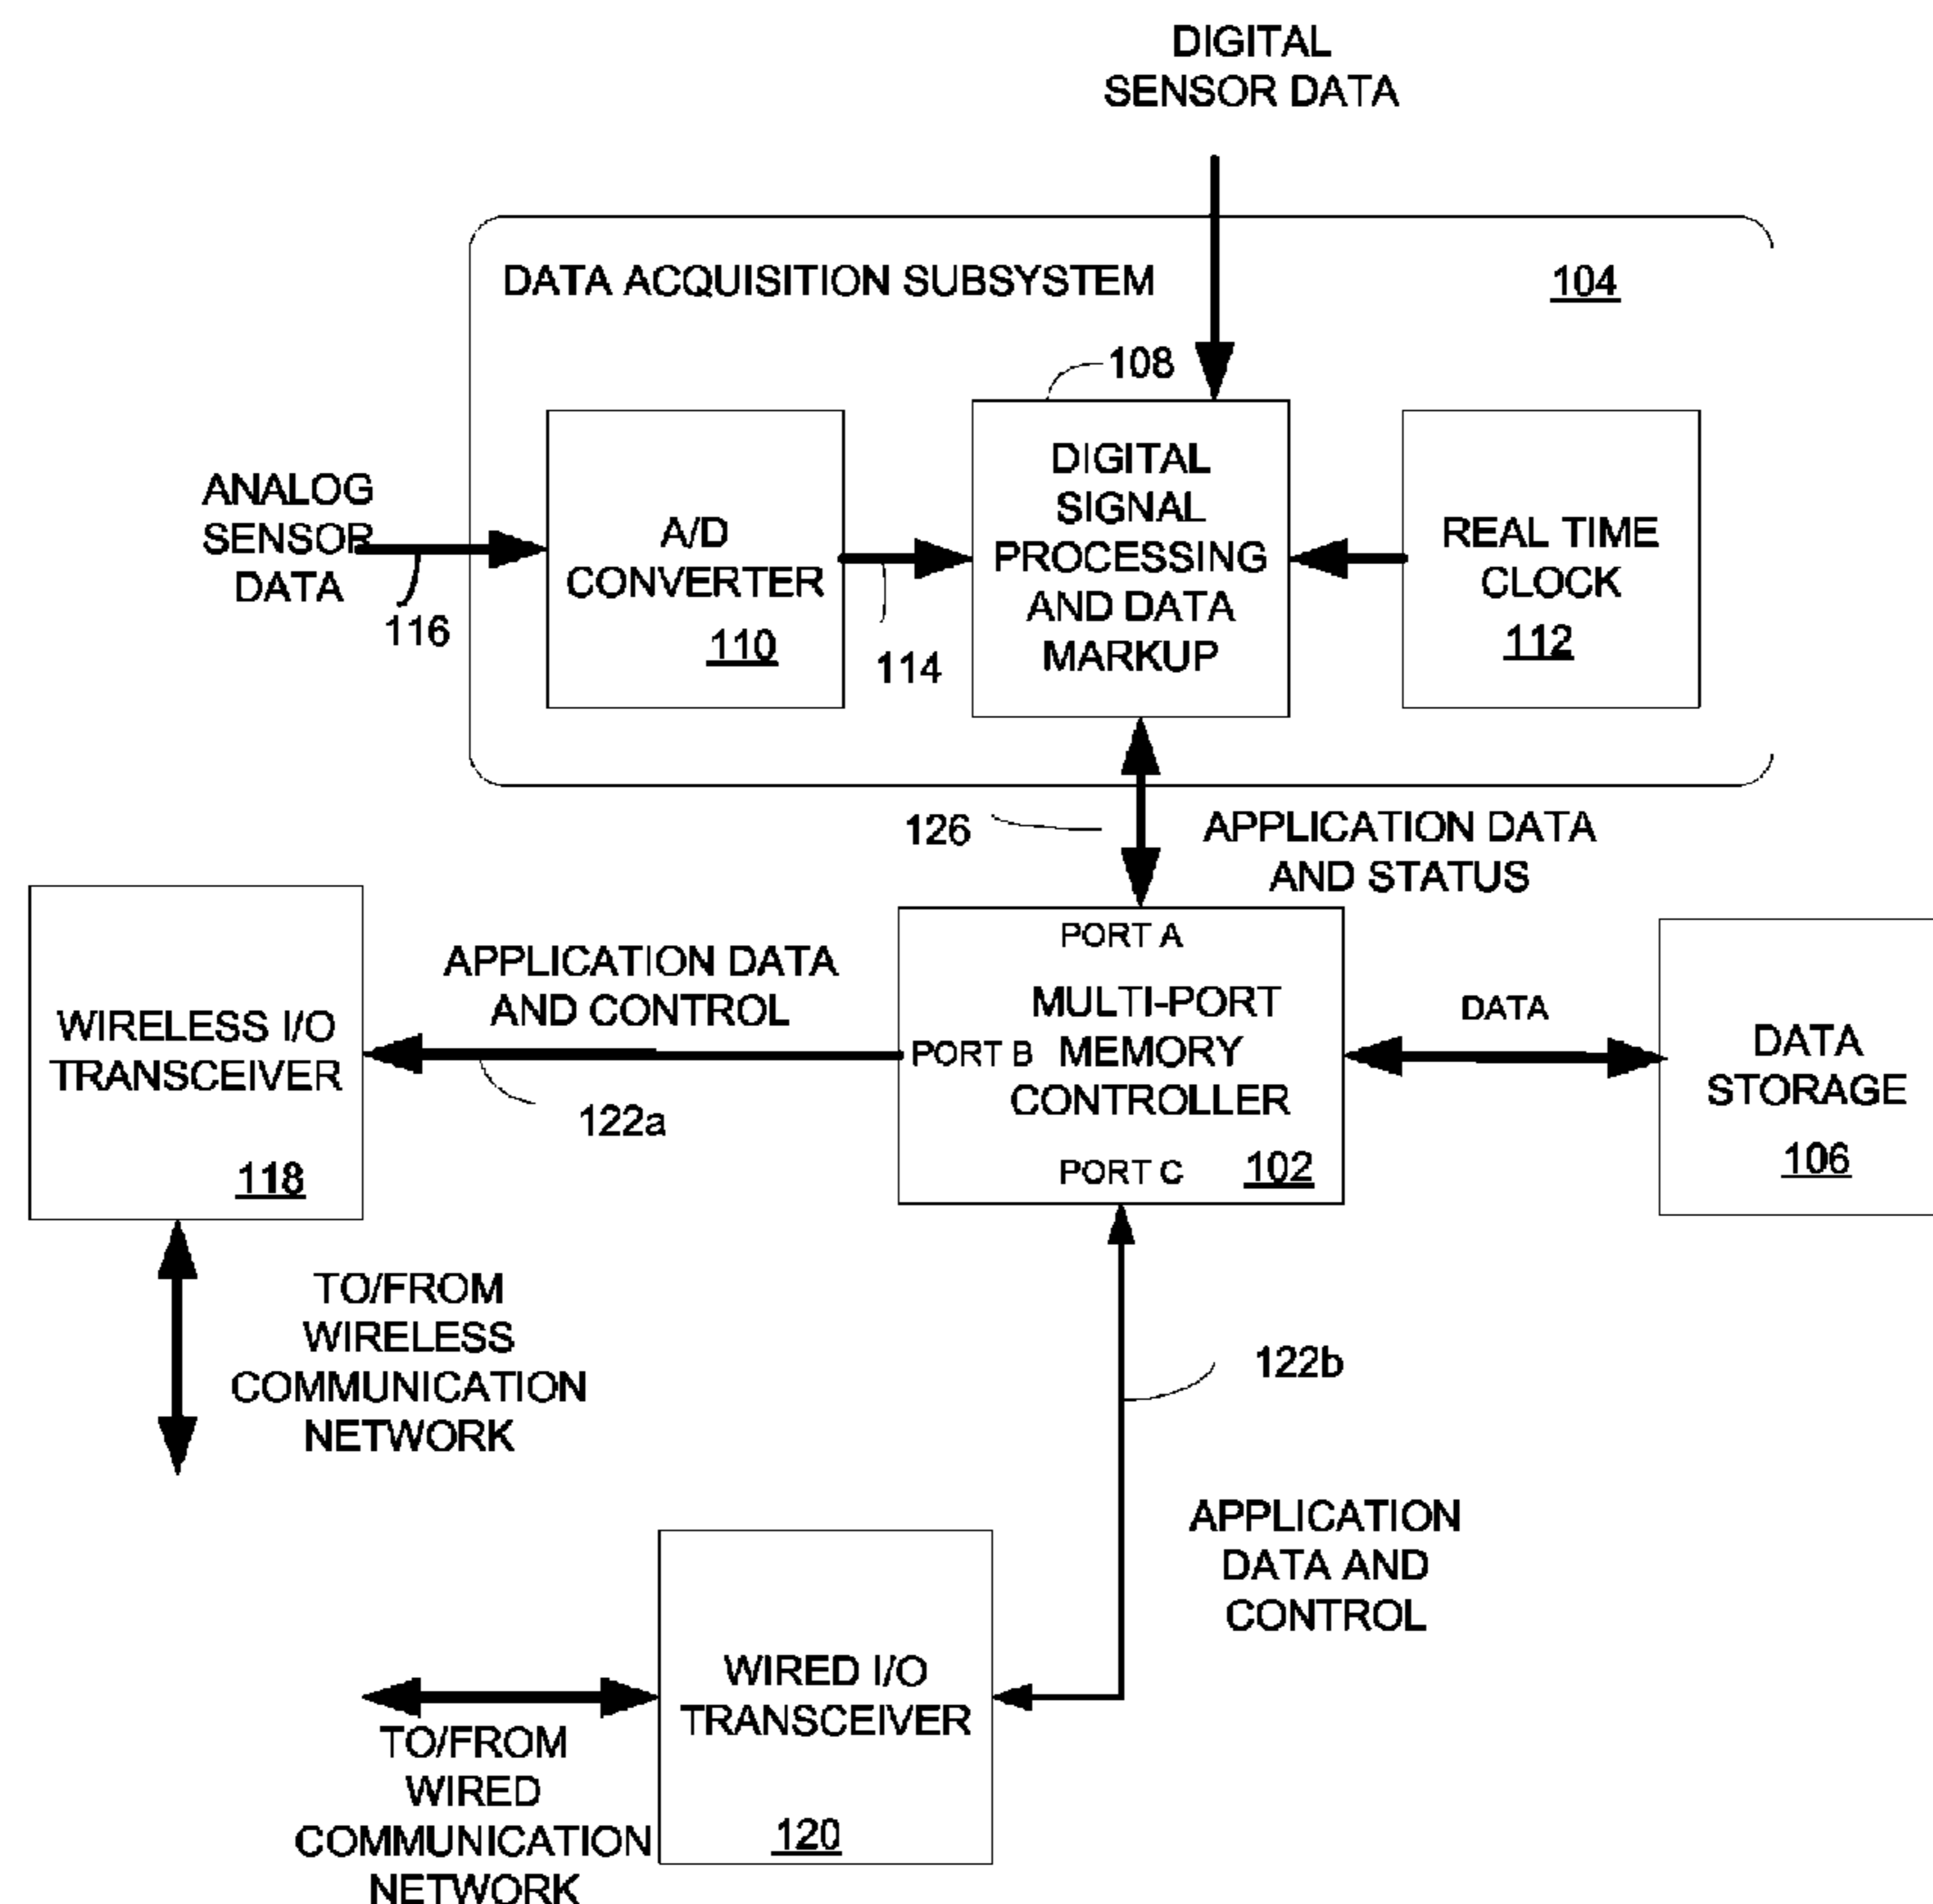 DIGITAL
SENSOR DATA
DATA ACQUISITION SUBSYSTEM
104
108
ANALOG
SENSOR
DATA
116
A/D
CONVERTER
110
114
DIGITAL
SIGNAL
PROCESSING
AND DATA
MARKUP
REAL TIME
CLOCK
112
126
APPLICATION DATA
AND STATUS
WIRELESS I/O
TRANSCEIVER
118
APPLICATION DATA
AND CONTROL
122a
PORT A
MULTI-PORT
PORT B MEMORY
CONTROLLER
PORT C
102
DATA
DATA
STORAGE
106
TO/FROM
WIRELESS
COMMUNICATION
NETWORK
122b
APPLICATION
DATA AND
CONTROL
WIRED I/O
TRANSCEIVER
120
TO/FROM
WIRED
COMMUNICATION
NETWORK